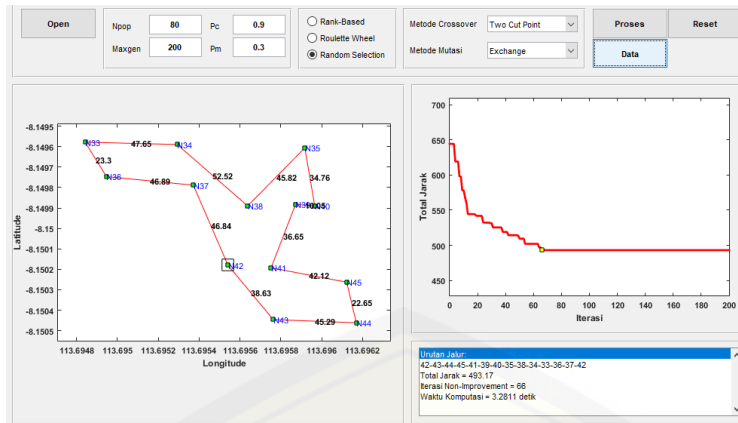 Open
Npop 80 Pc 0.9
Maxgen 200 Pm 0.3
Rank-Based
Roulette Wheel
Random Selection
Metode Crossover Two Cut Point
Metode Mutasi Exchange
Proses Reset
Data
-8.1495
-8.1496
-8.1497
-8.1498
-8.1499
-8.15
-8.1501
-8.1502
-8.1503
-8.1504
-8.1505
Latitude
N33 47.65 N34
N35
23.3
52.52
45.82 34.76
N36 46.89 N37
N38
46.84
36.65
N42 N41
42.12 N45
38.63
22.65
N43 45.29 N44
113.6948 113.695 113.6952 113.6954 113.6956 113.6958 113.696 113.6962
Longitude
700
650
600
550
500
450
Total Jarak
0 20 40 60 80 100 120 140 160 180 200
Iterasi
Urutan Jalur:
42-43-44-45-41-39-40-35-38-34-33-36-37-42
Total Jarak = 493.17
Iterasi Non-Improvement = 66
Waktu Komputasi = 3.2811 detik